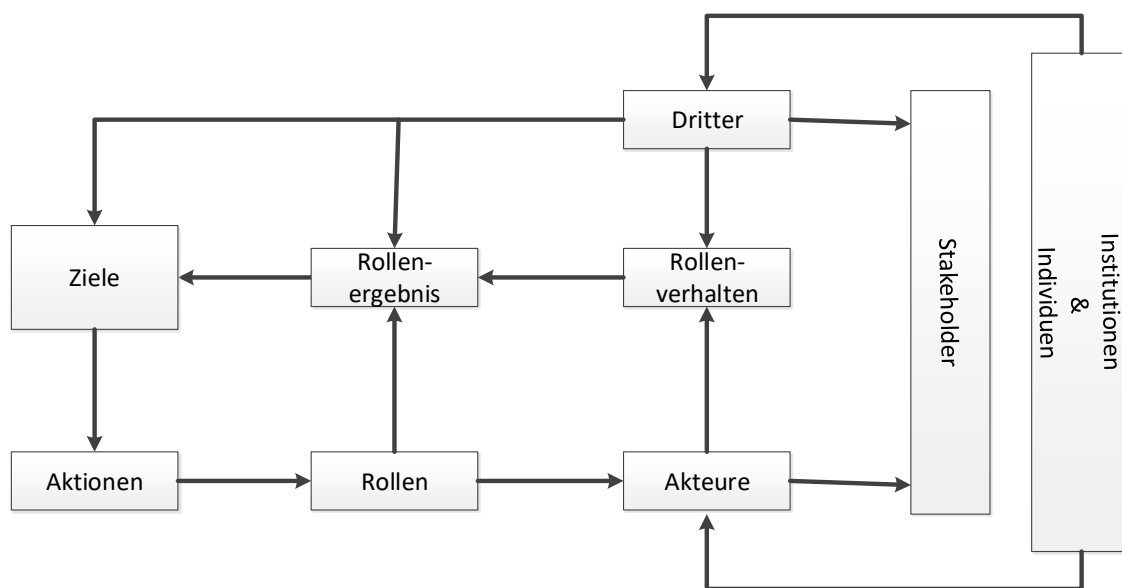 Dritter
Ziele
Rollen-
ergebnis
Rollen-
verhalten
Stakeholder
Institutionen
&
Individuen
Aktionen
Rollen
Akteure